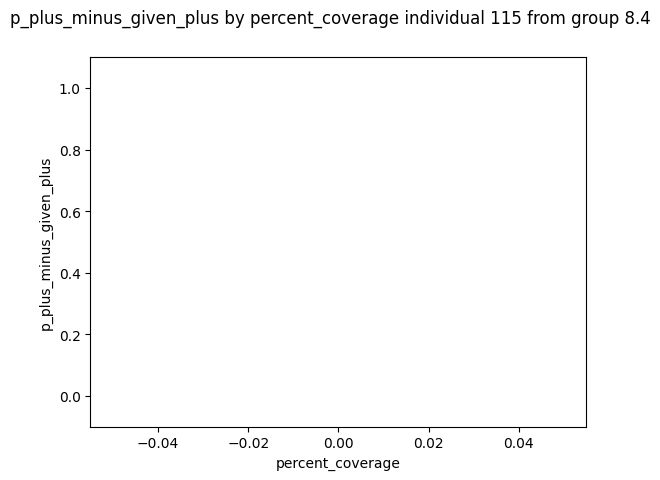 p_plus_minus_given_plus by percent_coverage individual 115 from group 8.4
1.0
0.8
0.6
0.4
0.2
0.0
p_plus_minus_given_plus
−0.04 −0.02 0.00 0.02 0.04
percent_coverage